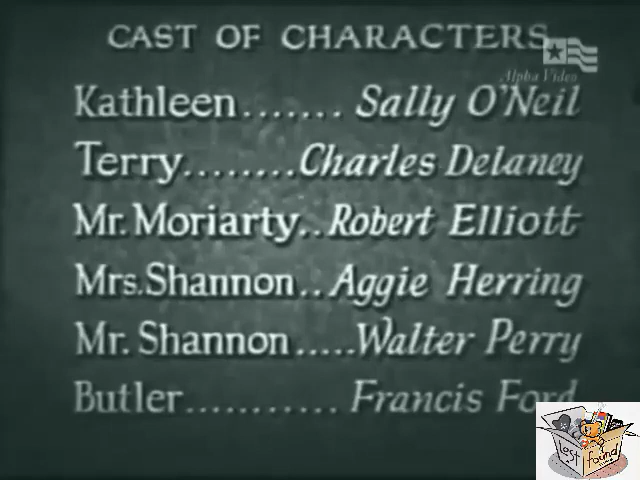 CAST OF CHARACTERS
Alpha Video
Kathleen....... Sally O'Neil
Terry........Charles Delaney
Mr. Moriarty..Robert Elliott
Mrs. Shannon..Aggie Herring
Mr. Shannon.....Walter Perry
Butler........... Francis Ford
lost
found